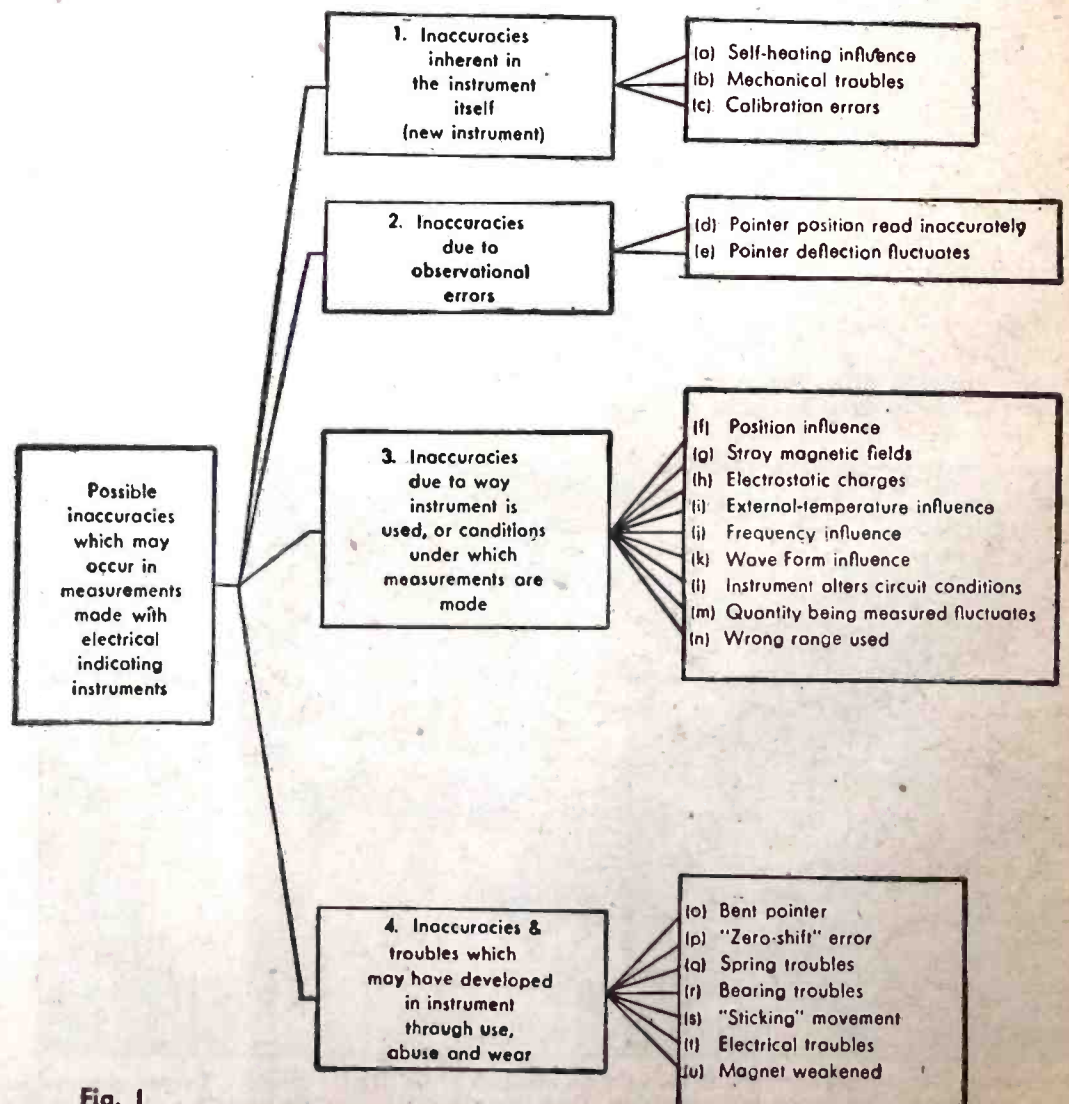 Possible
inaccuracies
which may
occur in
measurements
made with
electrical
indicating
instruments
1. Inaccuracies
inherent in
the instrument
itself
(new instrument)
(a) Self-heating influence
(b) Mechanical troubles
(c) Calibration errors
2. Inaccuracies
due to
observational
errors
(d) Pointer position read inaccurately
(e) Pointer deflection fluctuates
3. Inaccuracies
due to way
instrument is
used, or conditions
under which
measurements are
made
(f) Position influence
(g) Stray magnetic fields
(h) Electrostatic charges
(i) External-temperature influence
(j) Frequency influence
(k) Wave Form influence
(l) Instrument alters circuit conditions
(m) Quantity being measured fluctuates
(n) Wrong range used
4. Inaccuracies &
troubles which
may have developed
in instrument
through use,
abuse and wear
(o) Bent pointer
(p) "Zero-shift" error
(q) Spring troubles
(r) Bearing troubles
(s) "Sticking" movement
(t) Electrical troubles
(u) Magnet weakened
Fig. 1